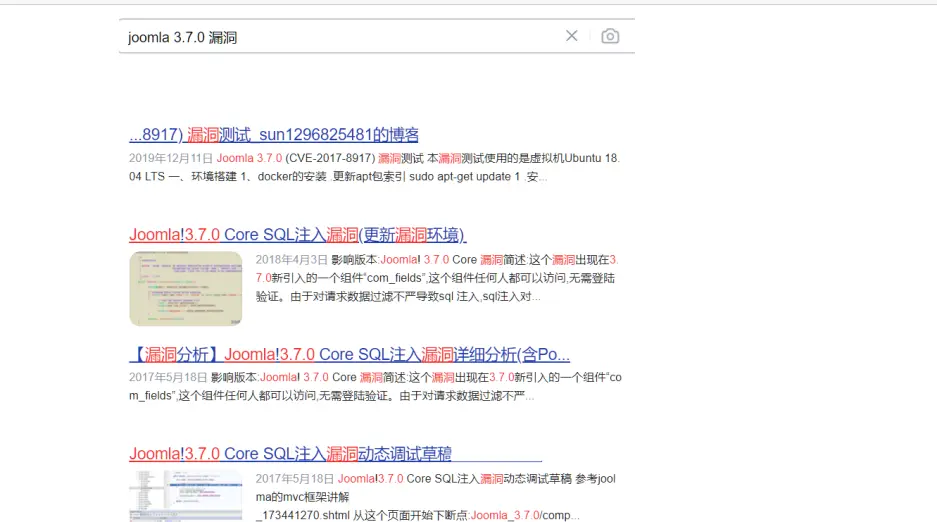 joomla 3.7.0 漏洞
...8917) 漏洞测试_sun1296825481的博客
2019年12月11日 Joomla 3.7.0 (CVE-2017-8917) 漏洞测试 本漏洞测试使用的是虚拟机Ubuntu 18.
04 LTS 一、环境搭建 1、docker的安装 .更新apt包索引 sudo apt-get update 1 .安...
Joomla!3.7.0 Core SQL注入漏洞(更新漏洞环境)
2018年4月3日 影响版本:Joomla! 3.7.0 Core 漏洞简述:这个漏洞出现在3.
7.0新引入的一个组件“com_fields”,这个组件任何人都可以访问,无需登陆
验证。由于对请求数据过滤不严导致sql 注入,sql注入对...
【漏洞分析】Joomla!3.7.0 Core SQL注入漏洞详细分析(含Po...
2017年5月18日 影响版本:Joomla! 3.7.0 Core 漏洞简述:这个漏洞出现在3.7.0新引入的一个组件“co
m_fields”,这个组件任何人都可以访问,无需登陆验证。由于对请求数据过滤不严...
Joomla!3.7.0 Core SQL注入漏洞动态调试草稿
2017年5月18日 Joomla!3.7.0 Core SQL注入漏洞动态调试草稿 参考jool
ma的mvc框架讲解
_173441270.shtml 从这个页面开始下断点:Joomla_3.7.0/comp...